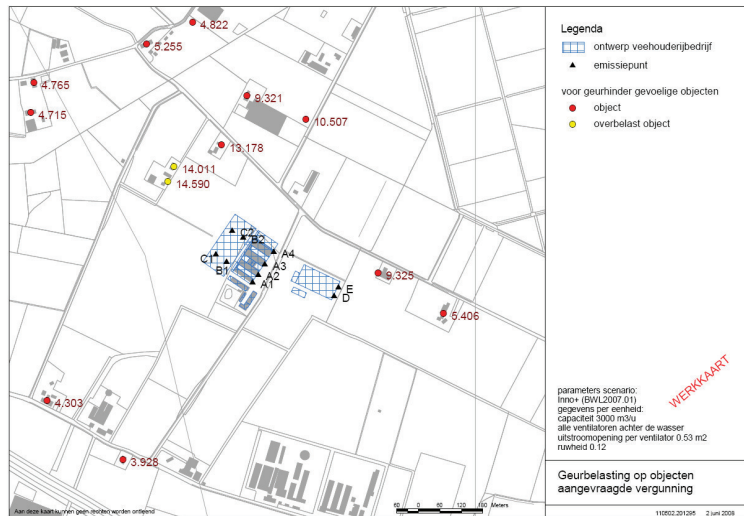 4.822
5.255
4.765
4.715
9.321
10.507
13.178
14.011
14.590
C2
B2
C1
B1
A4
A3
A2
A1
E
D
9.325
5.406
4.303
3.928
60 0 60 120 180 Meters
Aan deze kaart kunnen geen rechten worden ontleend
Legenda
ontwerp veehouderijbedrijf
emissiepunt
voor geurhinder gevoelige objecten
object
overbelast object
WERKKAART
parameters scenario:
Inno+ (BWL2007.01)
gegevens per eenheid:
capaciteit 3000 m3/u
alle ventilatoren achter de wasser
uitstroomopening per ventilator 0.53 m2
ruwheid 0.12
Geurbelasting op objecten
aangevraagde vergunning
110502.201295 2 juni 2009